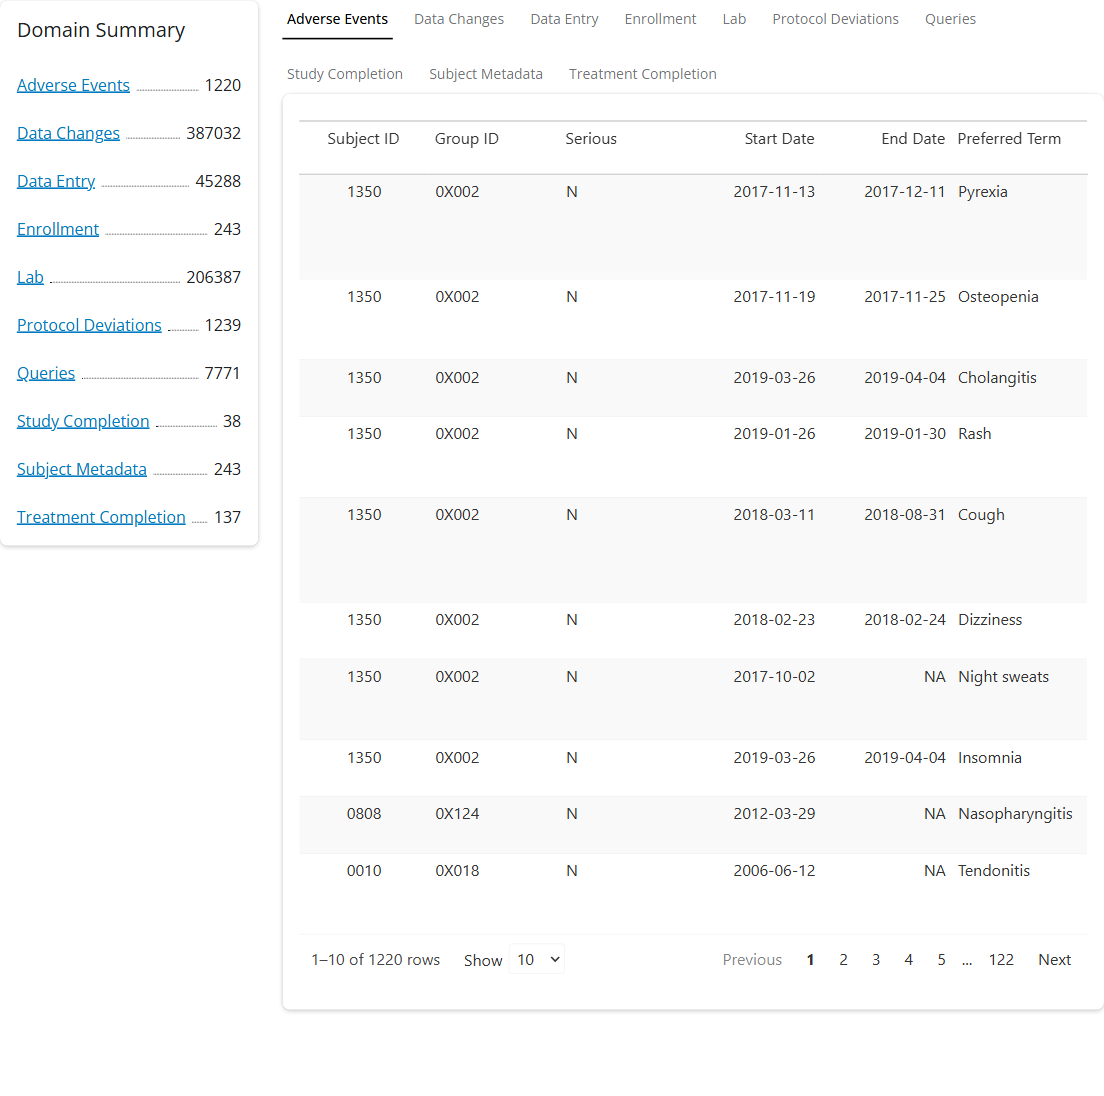 Domain Summary
Adverse Events 1220
Data Changes 387032
Data Entry 45288
Enrollment 243
Lab 206387
Protocol Deviations 1239
Queries 7771
Study Completion 38
Subject Metadata 243
Treatment Completion 137
Adverse Events Data Changes Data Entry Enrollment Lab Protocol Deviations Queries
Study Completion Subject Metadata Treatment Completion
Subject ID Group ID Serious Start Date End Date Preferred Term
1350 0X002 N 2017-11-13 2017-12-11 Pyrexia
1350 0X002 N 2017-11-19 2017-11-25 Osteopenia
1350 0X002 N 2019-03-26 2019-04-04 Cholangitis
1350 0X002 N 2019-01-26 2019-01-30 Rash
1350 0X002 N 2018-03-11 2018-08-31 Cough
1350 0X002 N 2018-02-23 2018-02-24 Dizziness
1350 0X002 N 2017-10-02 NA Night sweats
1350 0X002 N 2019-03-26 2019-04-04 Insomnia
0808 0X124 N 2012-03-29 NA Nasopharyngitis
0010 0X018 N 2006-06-12 NA Tendonitis
1–10 of 1220 rows Show 10 Previous 1 2 3 4 5 ... 122 Next